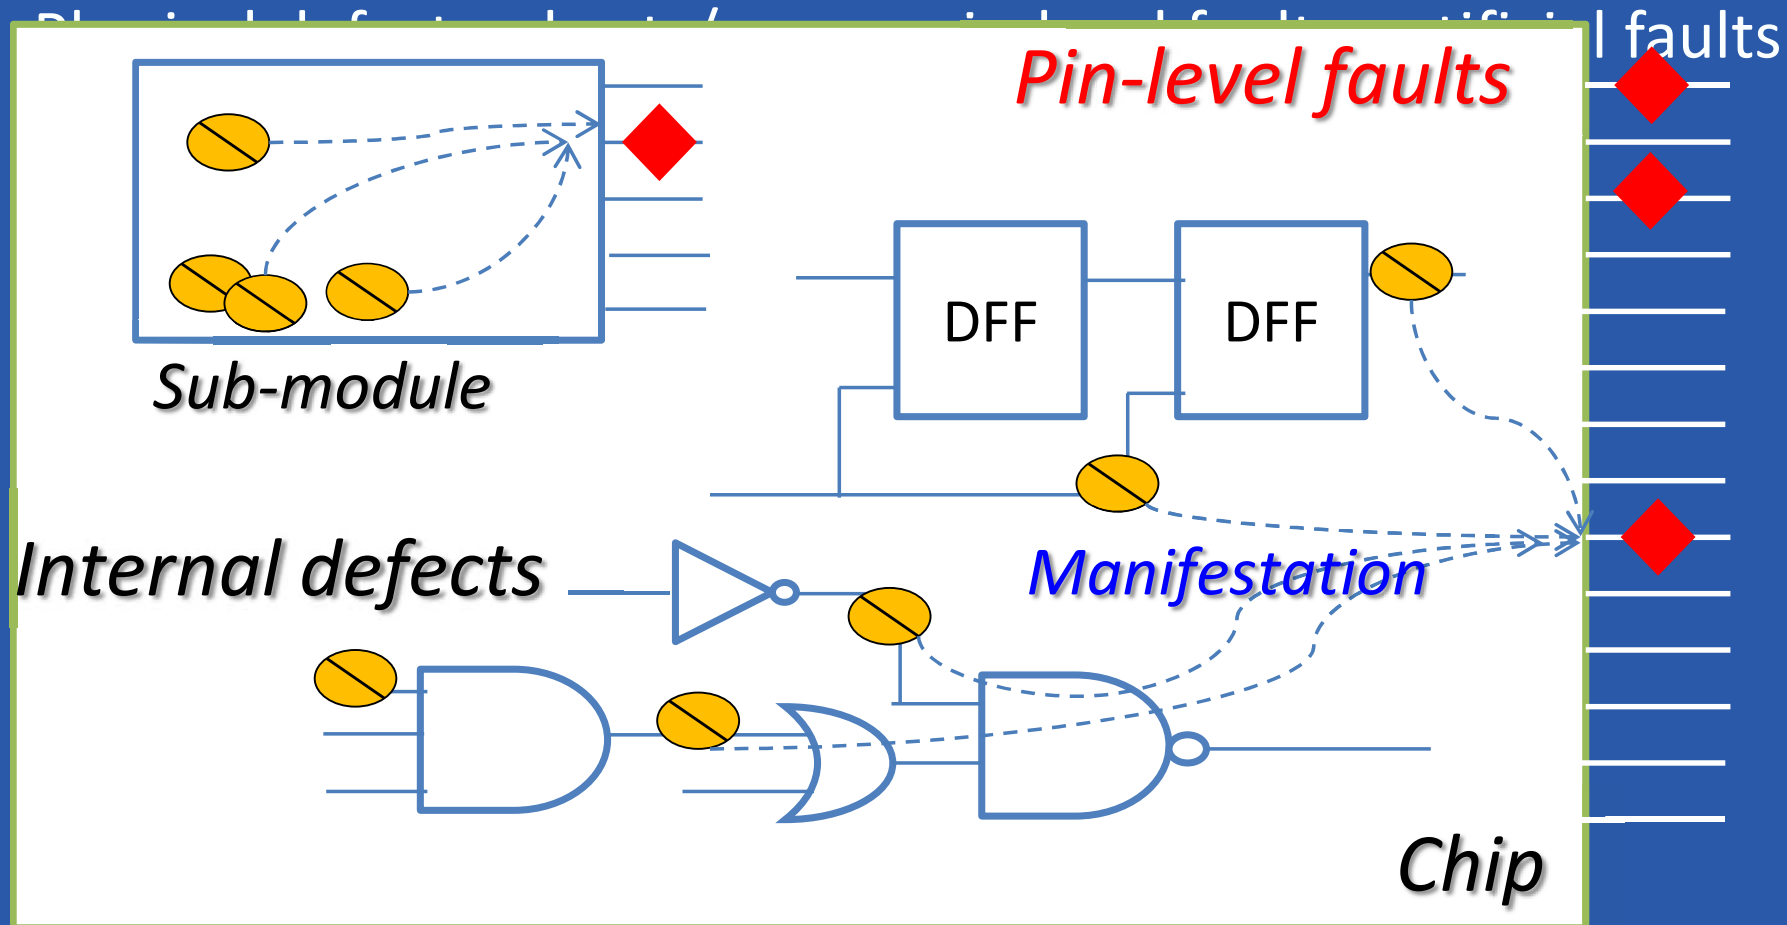 l faults
Pin-level faults
DFF
DFF
Sub-module
Internal defects
Manifestation
Chip